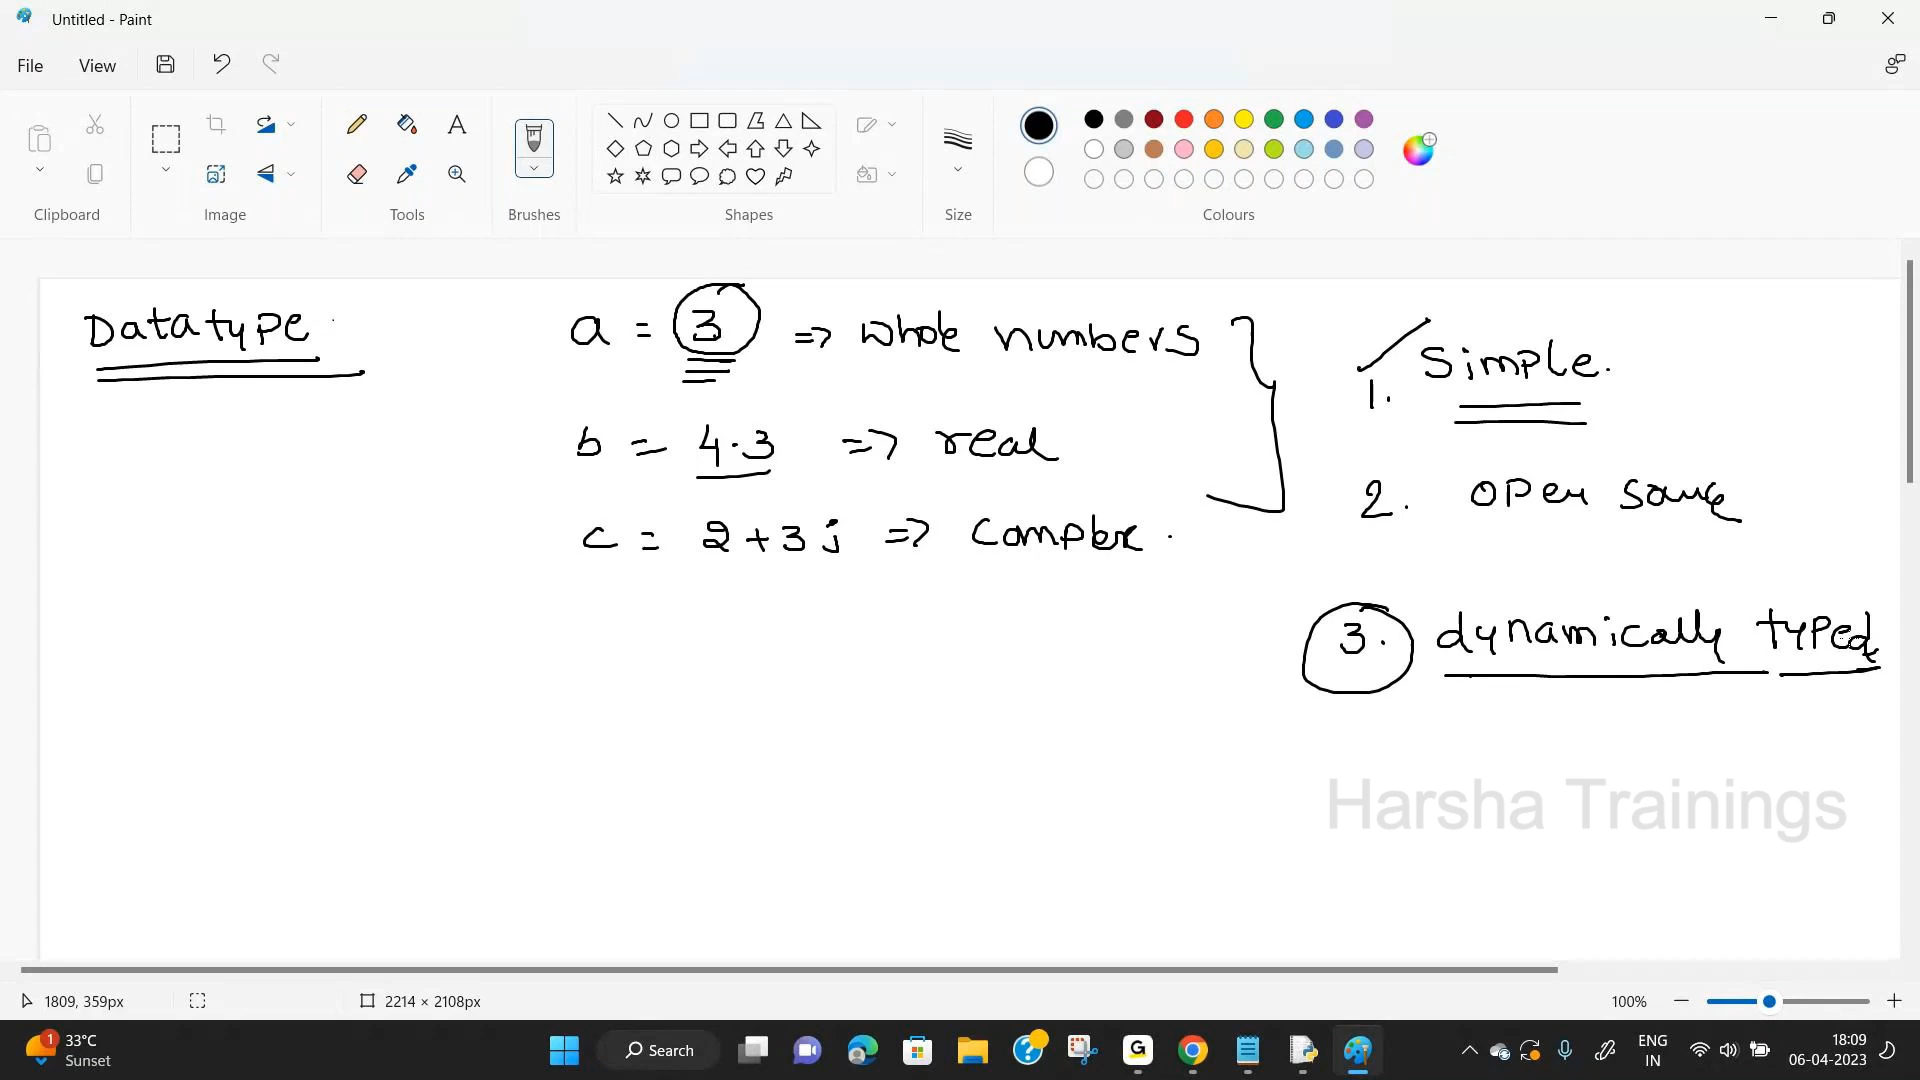 Untitled - Paint
File View
Clipboard Image Tools Brushes Shapes Size Colours
Datatype
a = 3 => whole numbers
b = 4.3 => real
c = 2+3j => complex.
1. Simple.
2. open source
3. dynamically typed
Harsha Trainings
1809, 359px 2214 × 2108px 100%
1 33°C
Sunset
Search
ENG
IN
18:09
06-04-2023